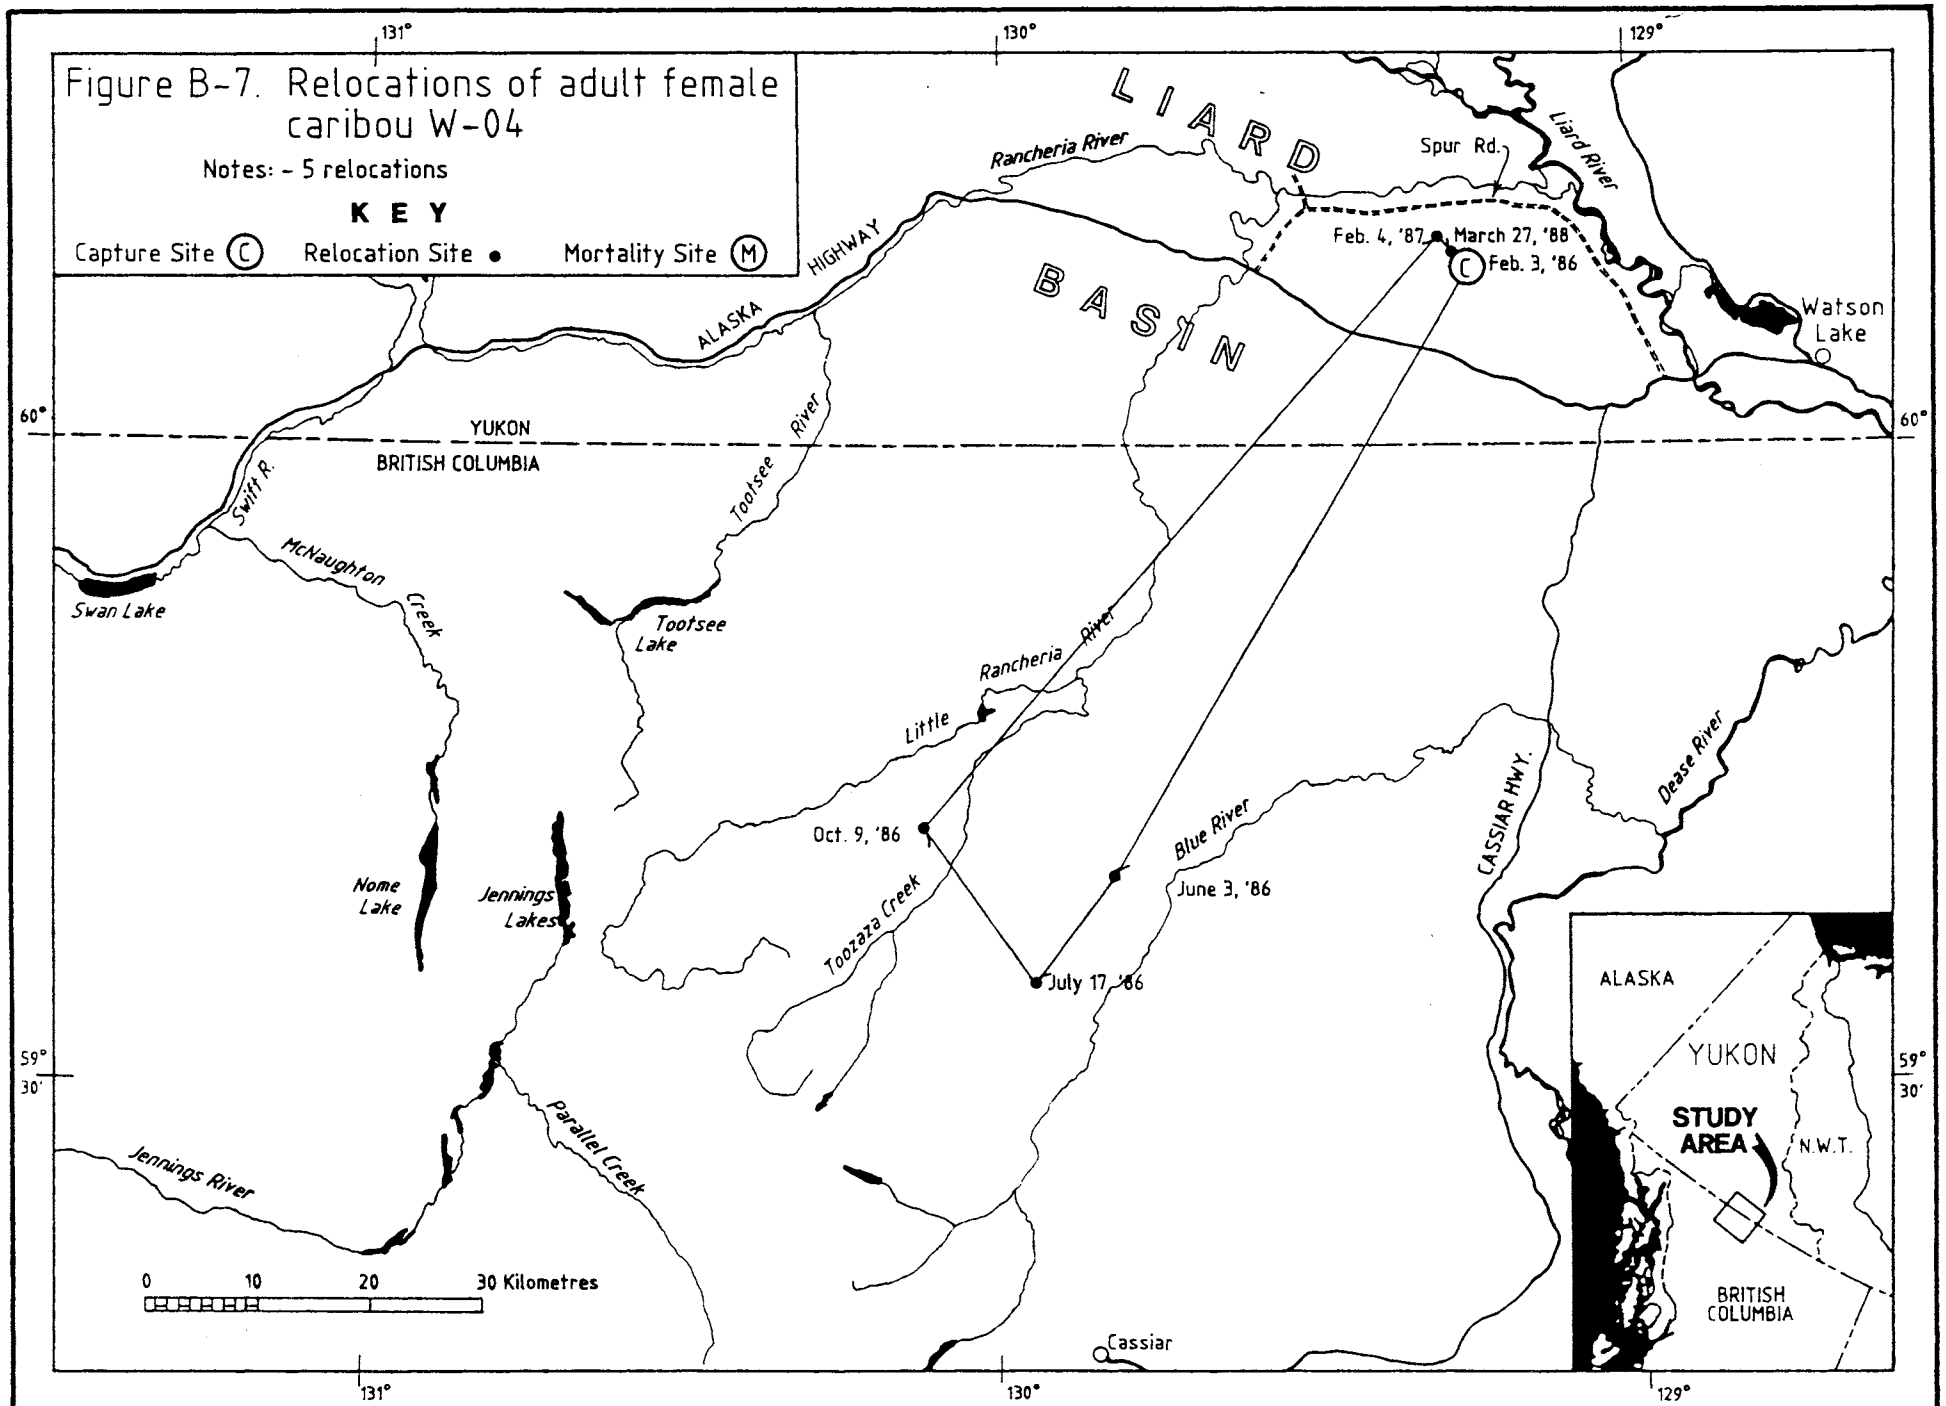 131°
130°
129°
Figure B-7. Relocations of adult female
caribou W-04
Notes: - 5 relocations
KEY
Capture Site C Relocation Site ● Mortality Site M
LIARD
BASIN
Rancheria River
Spur Rd.
Liard River
Feb. 4, '87
March 27, '88
C
Feb. 3, '86
ALASKA
HIGHWAY
Watson
Lake
60°
60°
YUKON
BRITISH COLUMBIA
Swift R.
Tootsee
River
McNaughton
Creek
Swan Lake
Tootsee
Lake
Little
Rancheria
River
Oct. 9, '86
Blue River
June 3, '86
CASSIAR HWY.
Dease River
Nome
Lake
Jennings
Lakes
Toozaza Creek
July 17, '86
59°
30'
59°
30'
Parallel Creek
Jennings River
0 10 20 30 Kilometres
Cassiar
ALASKA
YUKON
STUDY
AREA
N.W.T.
BRITISH
COLUMBIA
131°
130°
129°